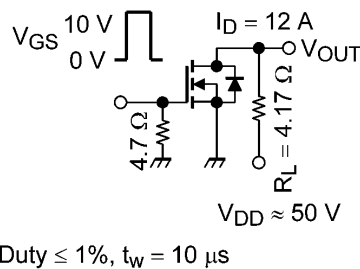 10 V
I_D = 12 A
V_GS
0 V
V_OUT
4.7 Ω
R_L = 4.17 Ω
V_DD ≈ 50 V
Duty ≤ 1%, t_w = 10 μs